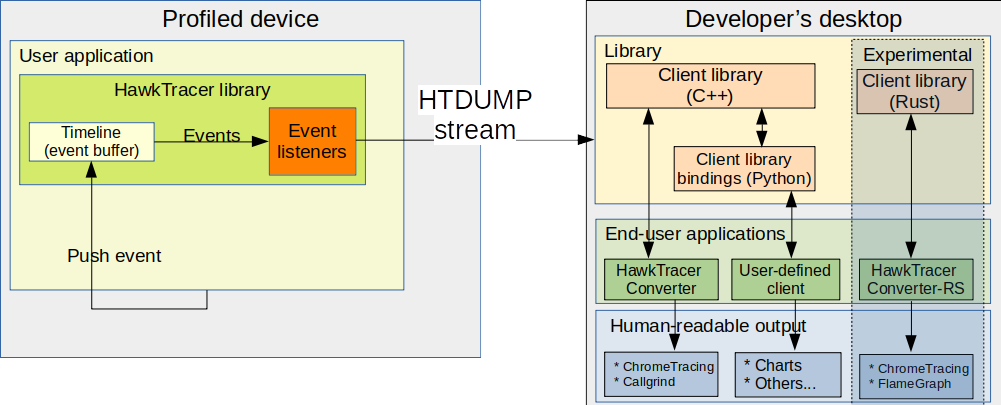 Profiled device
User application
HawkTracer library
Timeline
(event buffer)
Events
Event
listeners
Push event
HTDUMP
stream
Developer's desktop
Library
Client library
(C++)
Client library
bindings (Python)
Experimental
Client library
(Rust)
End-user applications
HawkTracer
Converter
User-defined
client
HawkTracer
Converter-RS
Human-readable output
* ChromeTracing
* Callgrind
* Charts
* Others...
* ChromeTracing
* FlameGraph